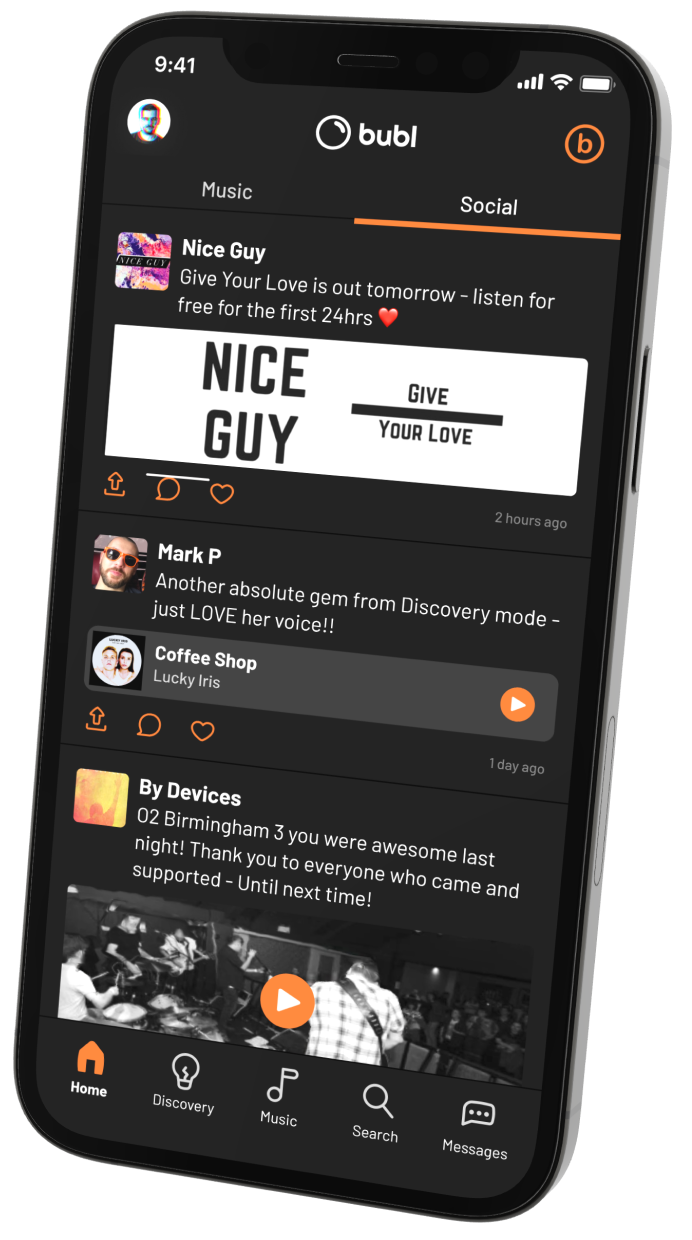 9:41
bubl
b
Music
Social
Nice Guy
Give Your Love is out tomorrow - listen for
free for the first 24hrs ❤️
NICE GUY
NICE
GUY
GIVE
YOUR LOVE
2 hours ago
Mark P
Another absolute gem from Discovery mode -
just LOVE her voice!!
Coffee Shop
Lucky Iris
LUCKY IRIS
1 day ago
By Devices
O2 Birmingham 3 you were awesome last
night! Thank you to everyone who came and
supported - Until next time!
Home
Discovery
Music
Search
Messages